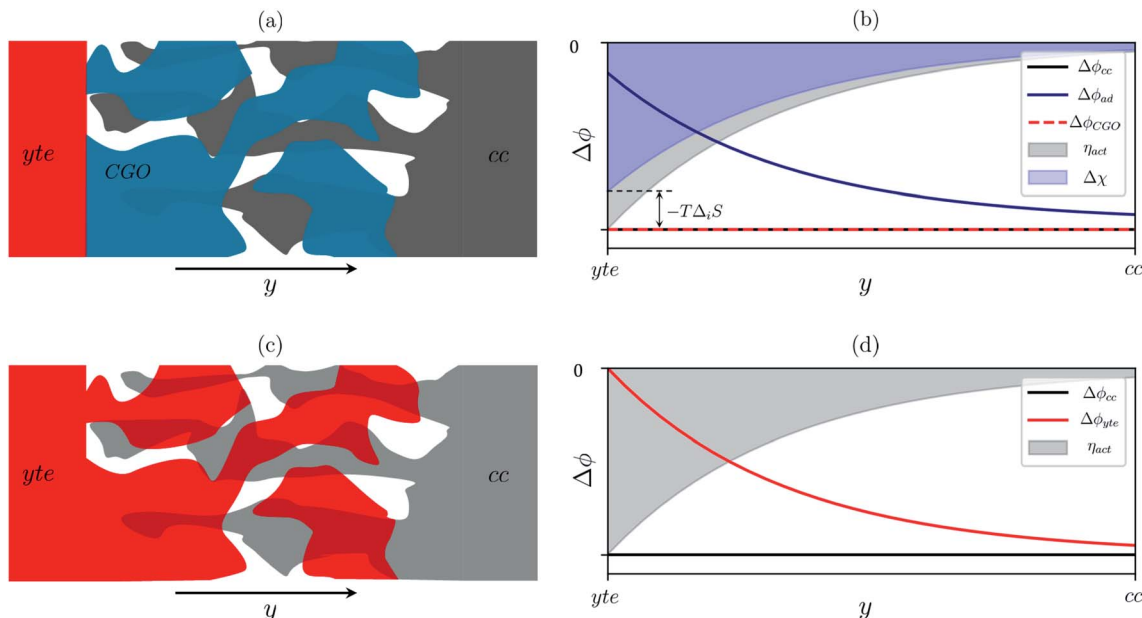 (a)
yte
CGO
cc
y
(b)
0
Δϕ
Δϕcc
Δϕad
ΔϕCGO
ηact
Δχ
−TΔiS
yte
y
cc
(c)
yte
cc
y
(d)
0
Δϕ
Δϕcc
Δϕyte
ηact
yte
y
cc